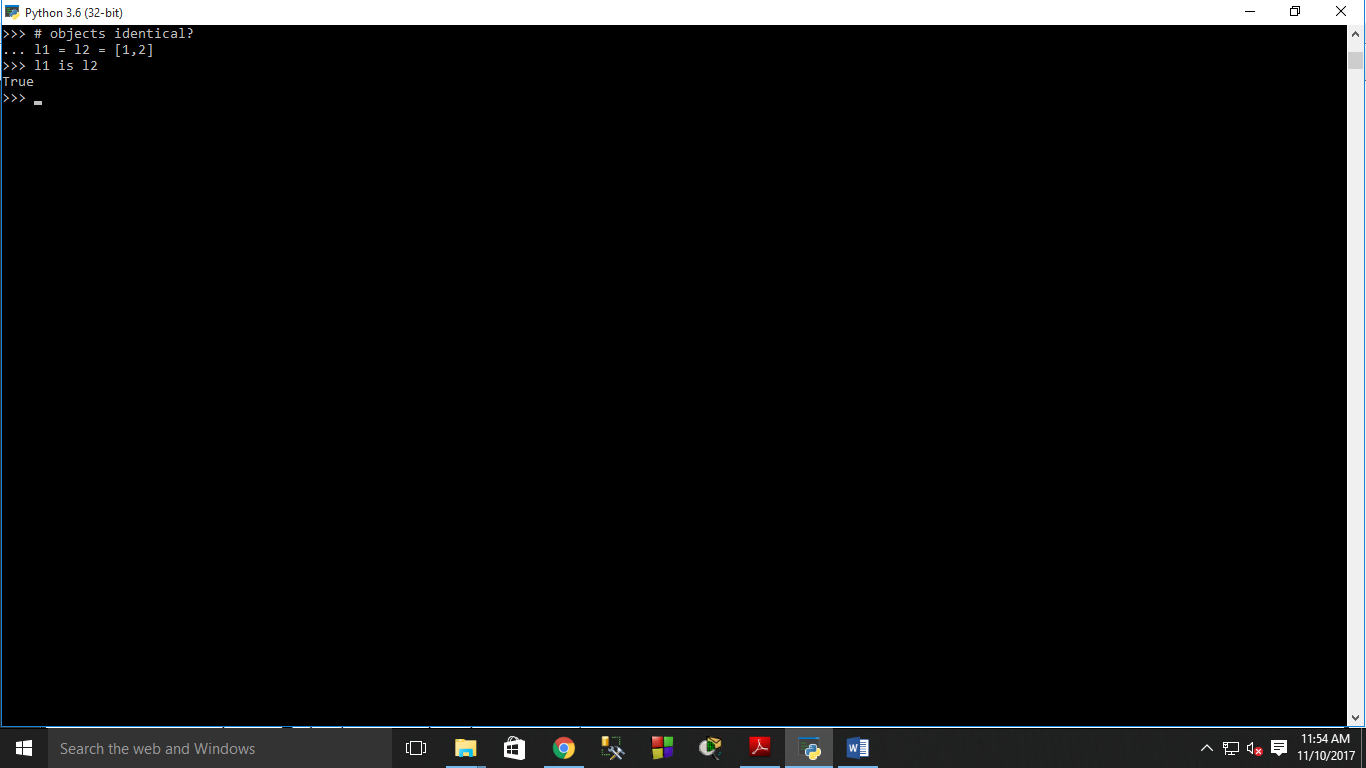 Python 3.6 (32-bit)
>>> # objects identical?
... l1 = l2 = [1,2]
>>> l1 is l2
True
>>>
Search the web and Windows
11:54 AM
11/10/2017